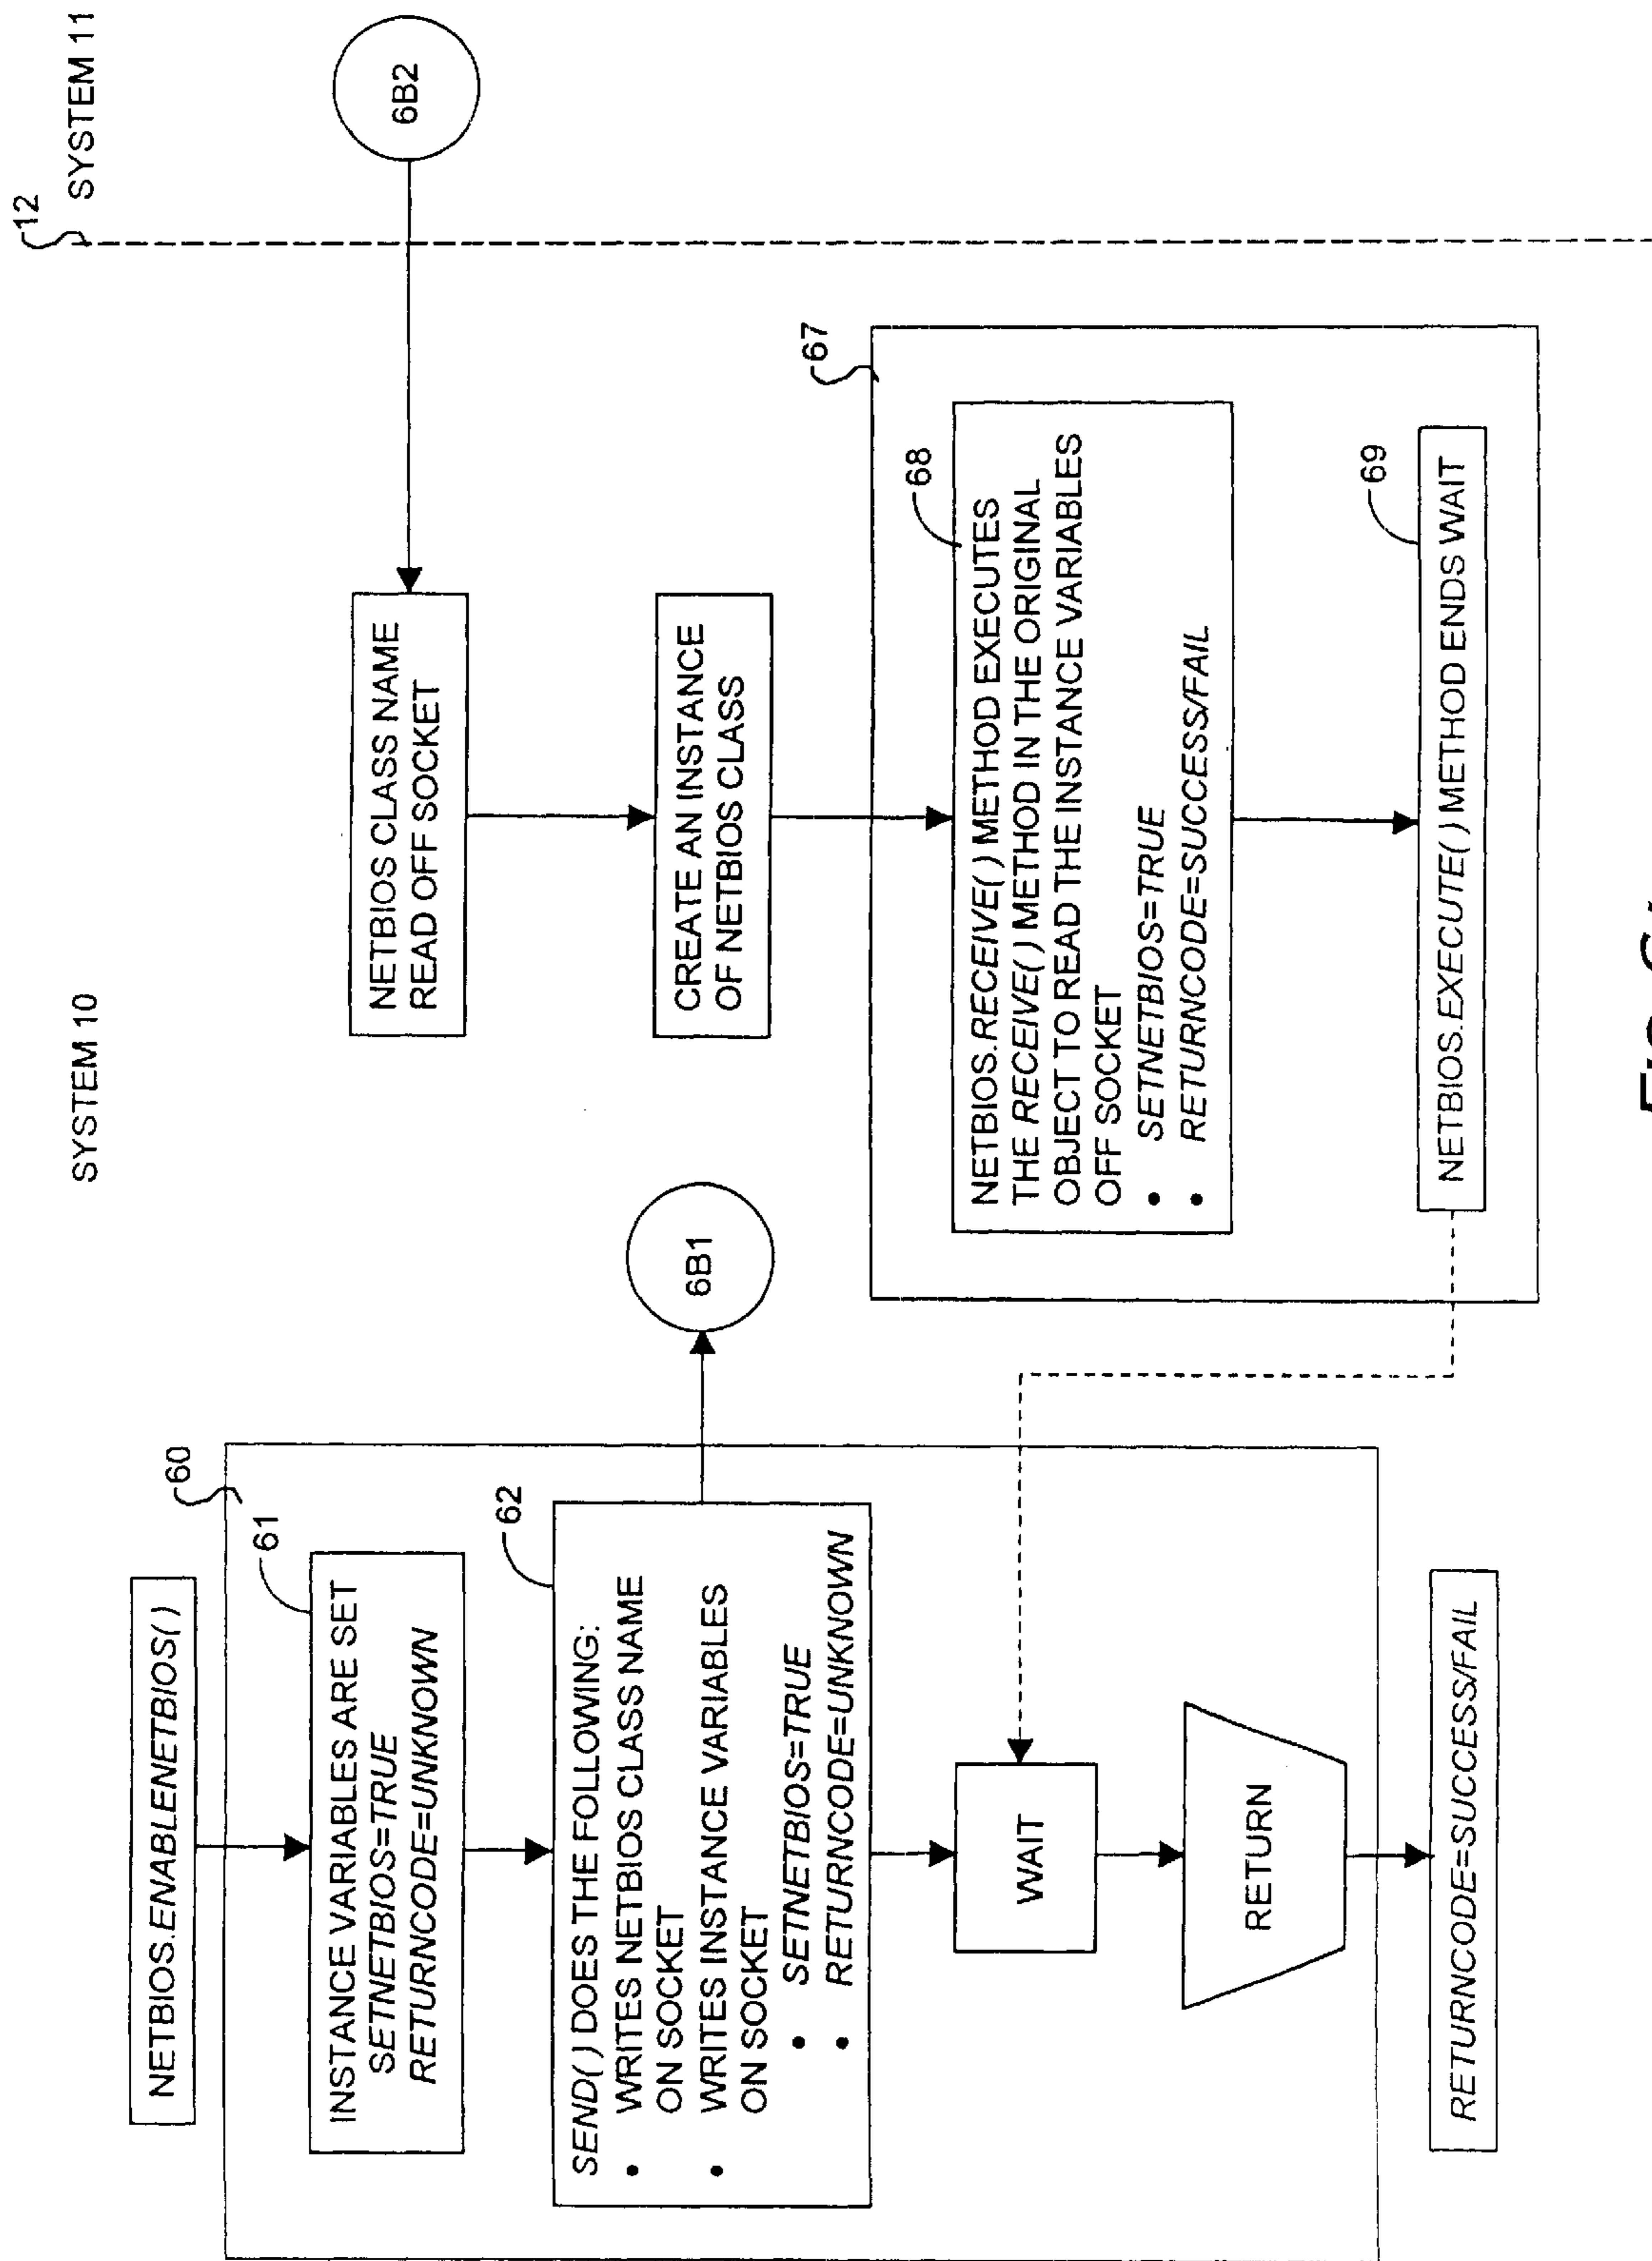 SYSTEM 10
12
SYSTEM 11
NETBIOS.ENABLENETBIOS( )
60
61
INSTANCE VARIABLES ARE SET
SETNETBIOS=TRUE
RETURNCODE=UNKNOWN
62
SEND( ) DOES THE FOLLOWING:
• WRITES NETBIOS CLASS NAME
ON SOCKET
• WRITES INSTANCE VARIABLES
ON SOCKET
• SETNETBIOS=TRUE
• RETURNCODE=UNKNOWN
6B1
WAIT
RETURN
RETURNCODE=SUCCESS/FAIL
6B2
NETBIOS CLASS NAME
READ OFF SOCKET
CREATE AN INSTANCE
OF NETBIOS CLASS
67
68
NETBIOS.RECEIVE( ) METHOD EXECUTES
THE RECEIVE( ) METHOD IN THE ORIGINAL
OBJECT TO READ THE INSTANCE VARIABLES
OFF SOCKET
• SETNETBIOS=TRUE
• RETURNCODE=SUCCESS/FAIL
69
NETBIOS.EXECUTE( ) METHOD ENDS WAIT